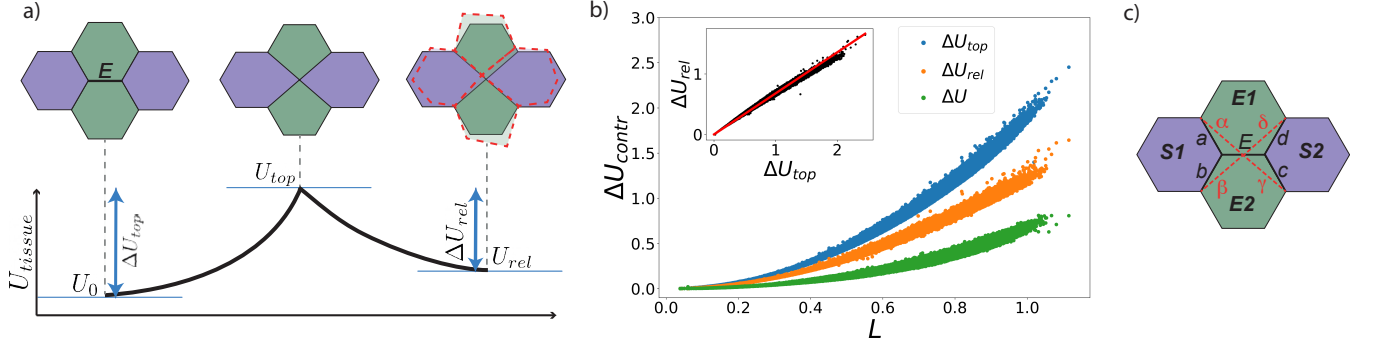 a)
E
U_top
ΔU_top
ΔU_rel
U_tissue
U_0
U_rel
b)
3.0
2.5
2.0
1.5
1.0
0.5
0.0
ΔU_contr
0.0 0.2 0.4 0.6 0.8 1.0
L
ΔU_rel
1
0
0 1 2
ΔU_top
ΔU_top
ΔU_rel
ΔU
c)
E1
α δ
a E d
S1 S2
b c
β γ
E2